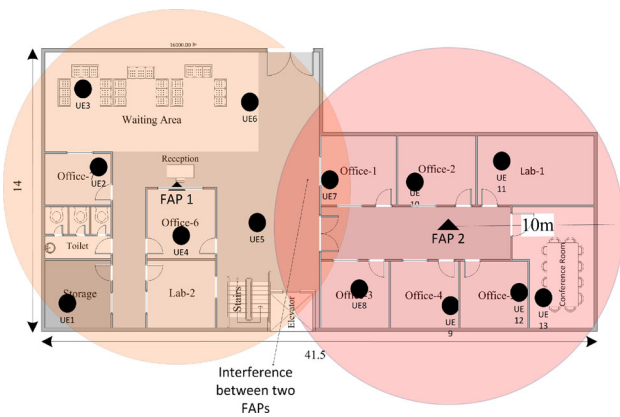 UE3
UE6
Waiting Area
Reception
Office-7
UE2
FAP 1
Office-1
Office-2
Lab-1
UE
11
UE7
UE
10
14
Office-6
UE4
UE5
Toilet
FAP 2
10m
Storage
UE1
Lab-2
Stairs
Elevator
Office-3
UE8
Office-4
UE
9
Office-
UE
12
UE
13
Conference Room
41.5
Interference
between two
FAPs